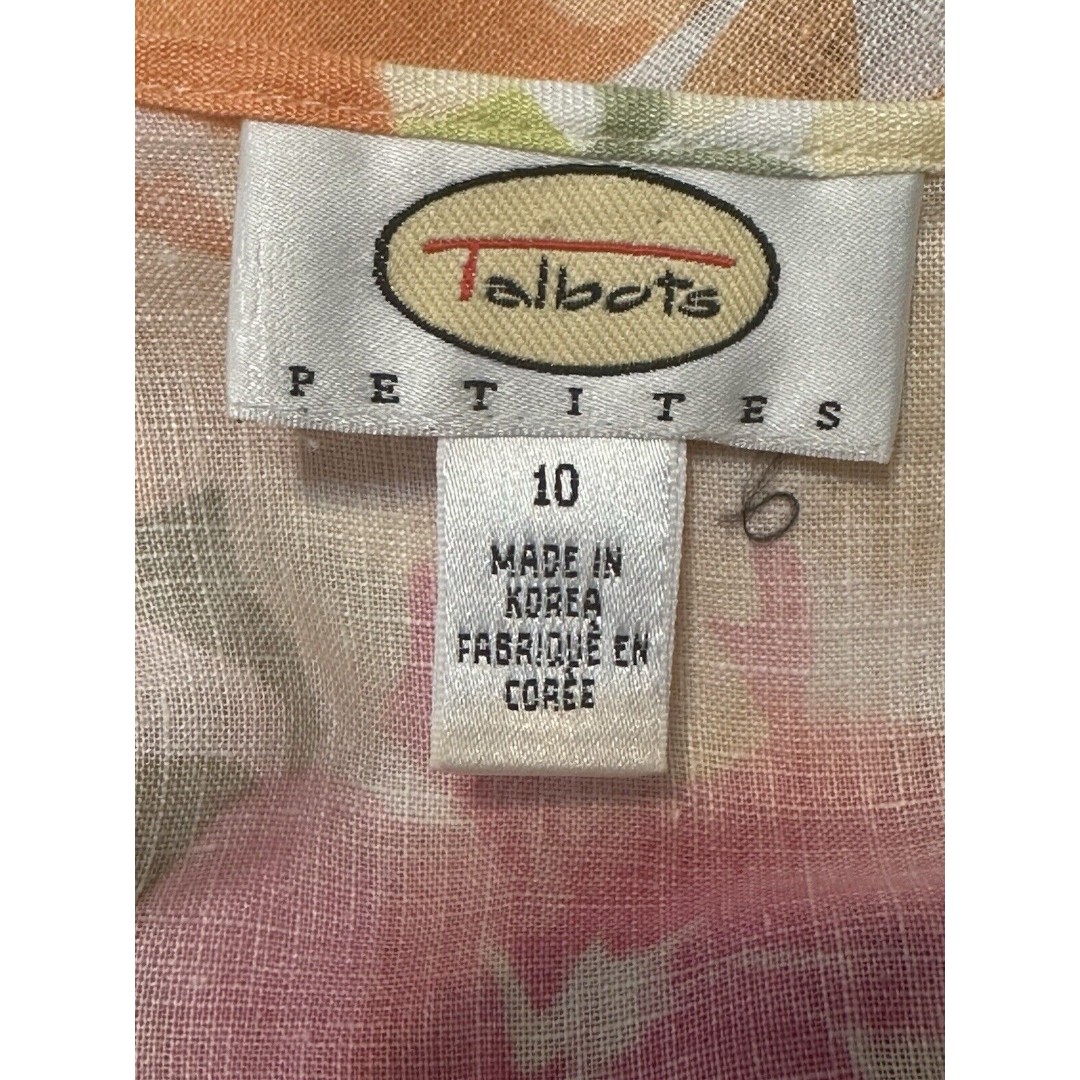 Talbots
PETITES
10
MADE IN
KOREA
FABRIQUÉ EN
CORÉE